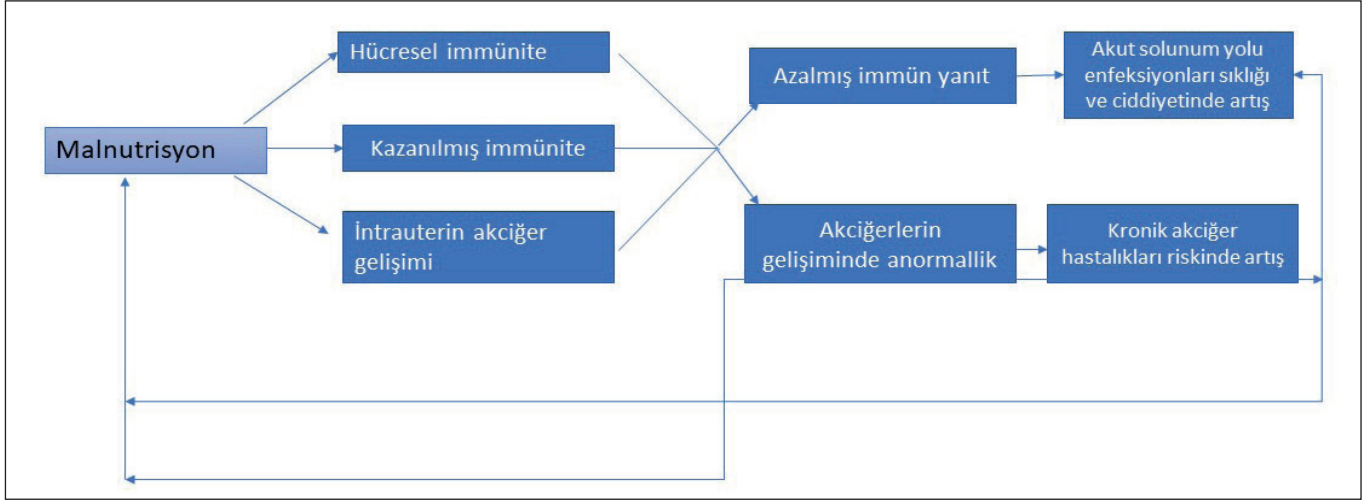 Malnutrisyon
Hücresel immünite
Kazanılmış immünite
İntrauterin akciğer
gelişimi
Azalmış immün yanıt
Akciğerlerin
gelişiminde anormallik
Akut solunum yolu
enfeksiyonları sıklığı
ve ciddiyetinde artış
Kronik akciğer
hastalıkları riskinde artış